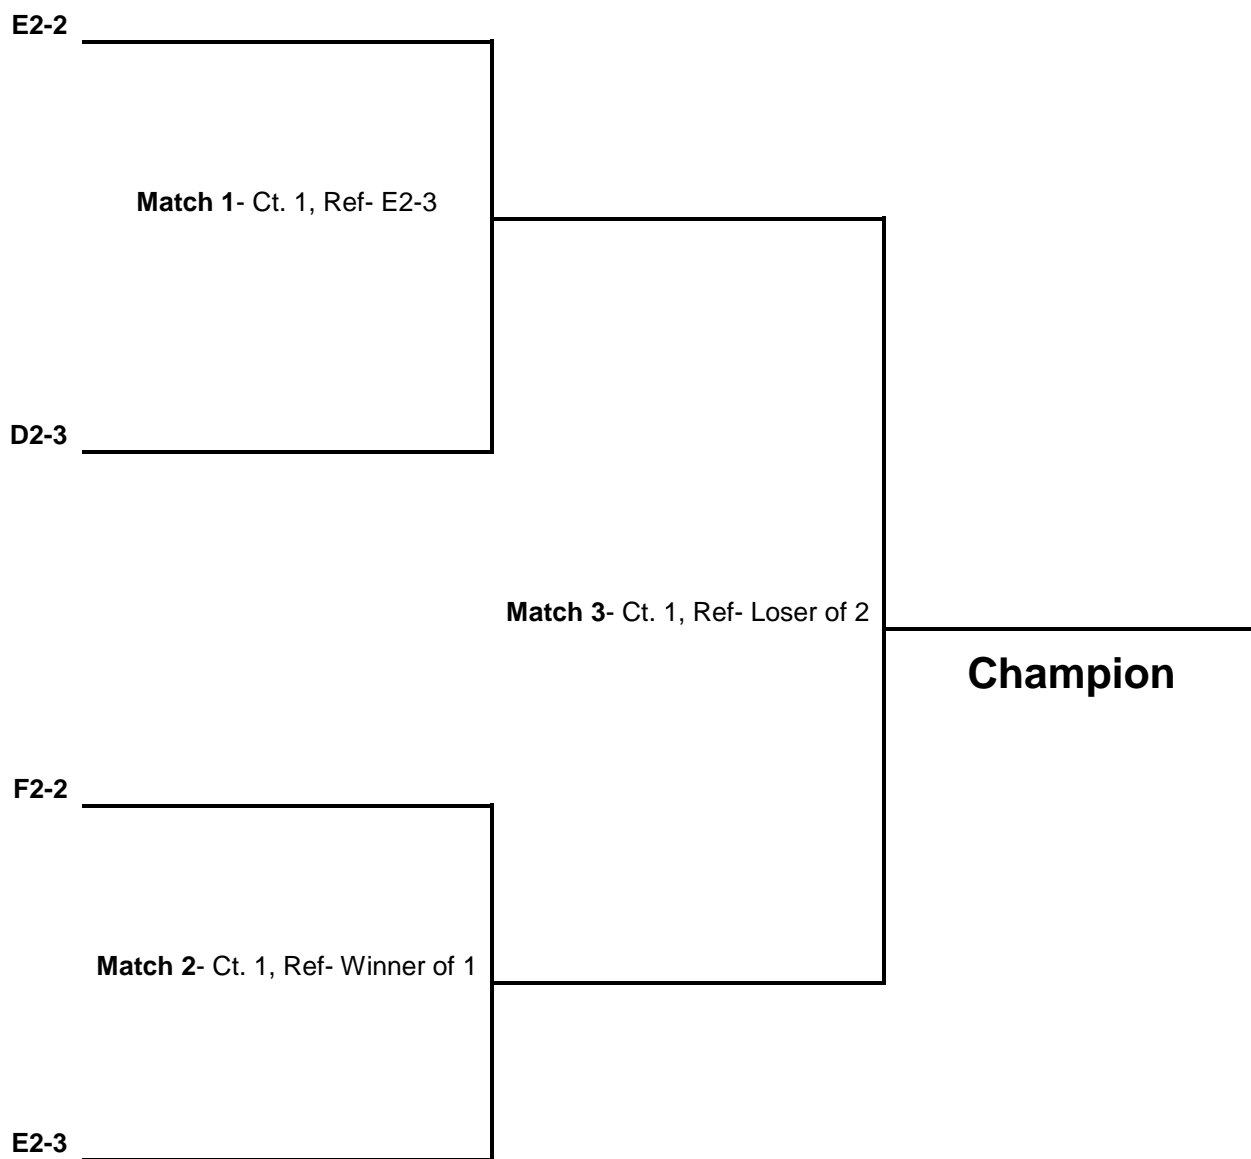 E2-2
Match 1- Ct. 1, Ref- E2-3
D2-3
Match 3- Ct. 1, Ref- Loser of 2
Champion
F2-2
Match 2- Ct. 1, Ref- Winner of 1
E2-3